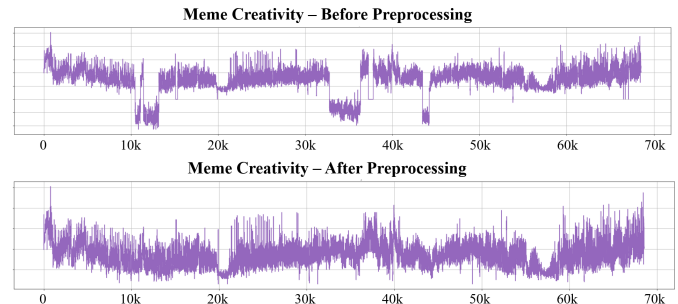 Meme Creativity – Before Preprocessing
0 10k 20k 30k 40k 50k 60k 70k
Meme Creativity – After Preprocessing
0 10k 20k 30k 40k 50k 60k 70k